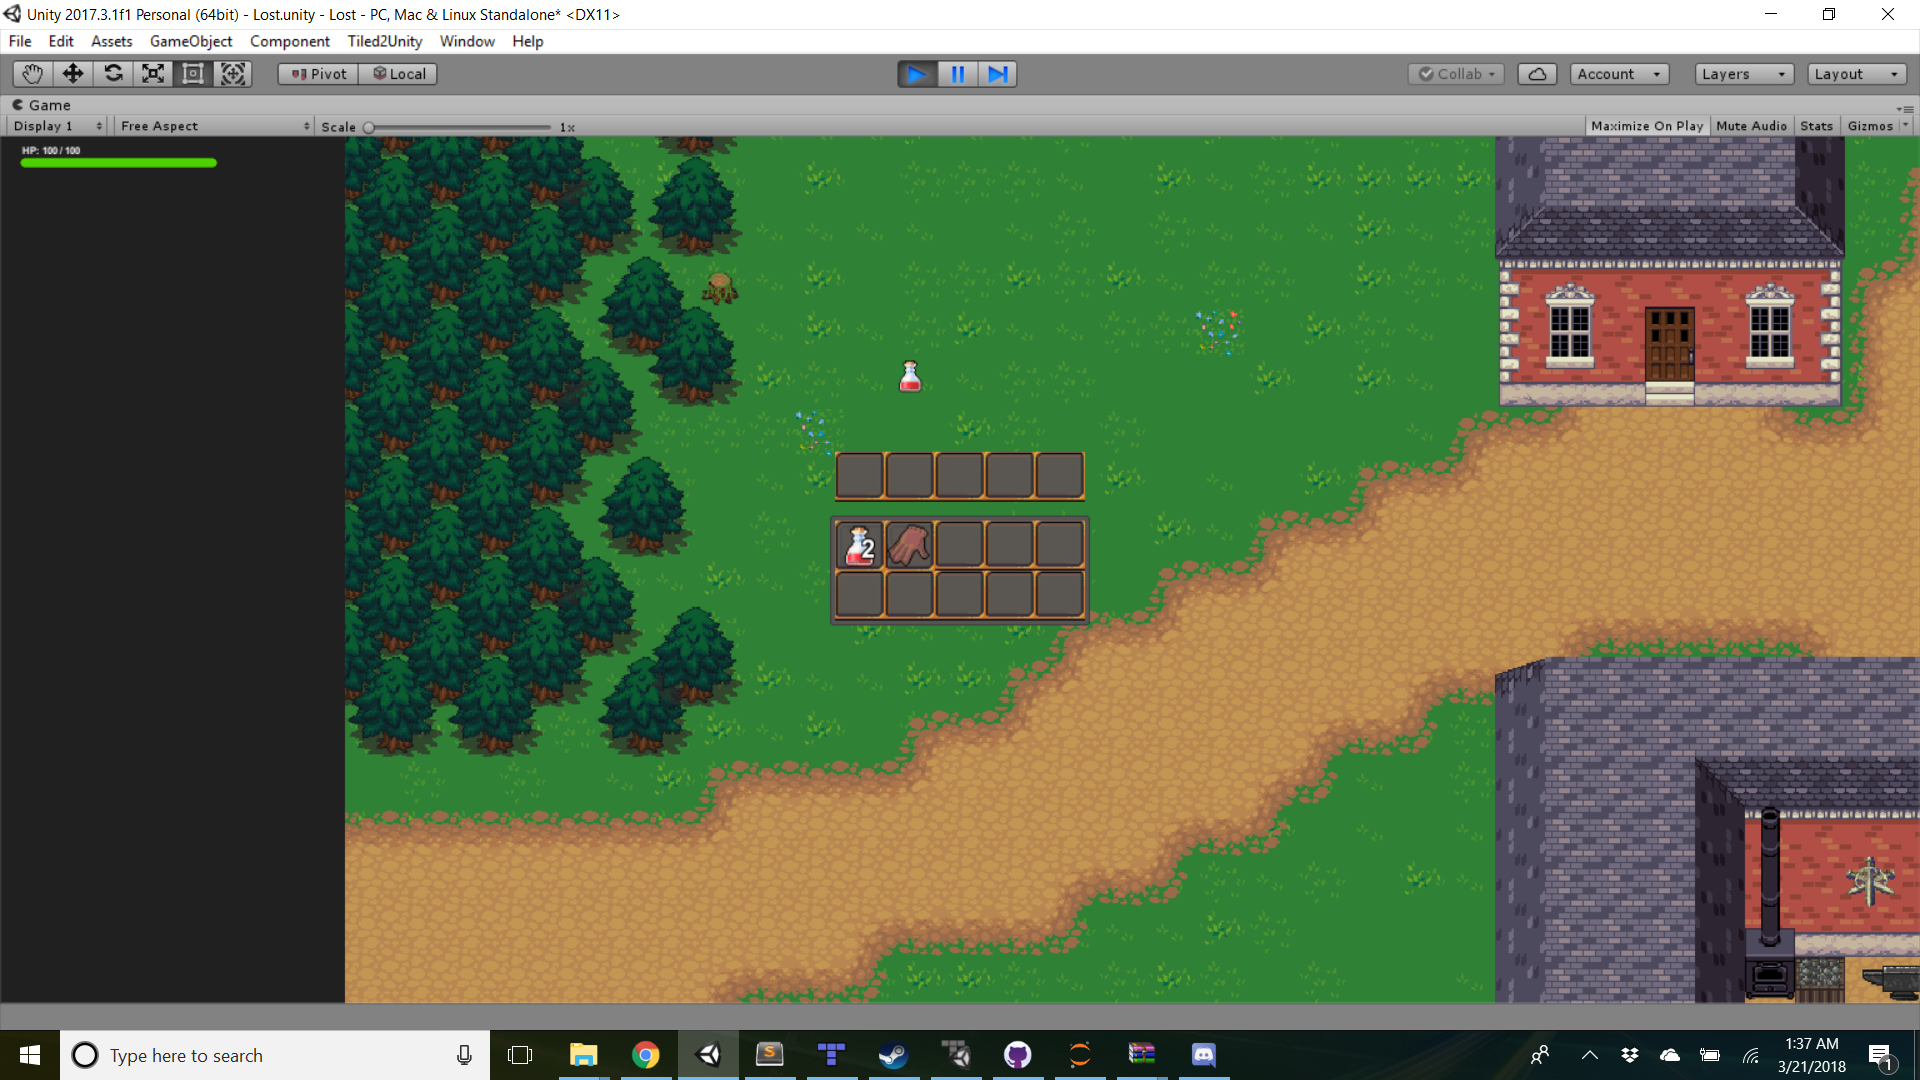 Unity 2017.3.1f1 Personal (64bit) - Lost.unity - Lost - PC, Mac & Linux Standalone* <DX11>
File Edit Assets GameObject Component Tiled2Unity Window Help
Pivot Local Collab Account Layers Layout
Game
Display 1 Free Aspect Scale 1x Maximize On Play Mute Audio Stats Gizmos
HP: 100 / 100
2
Type here to search
1:37 AM
3/21/2018
1